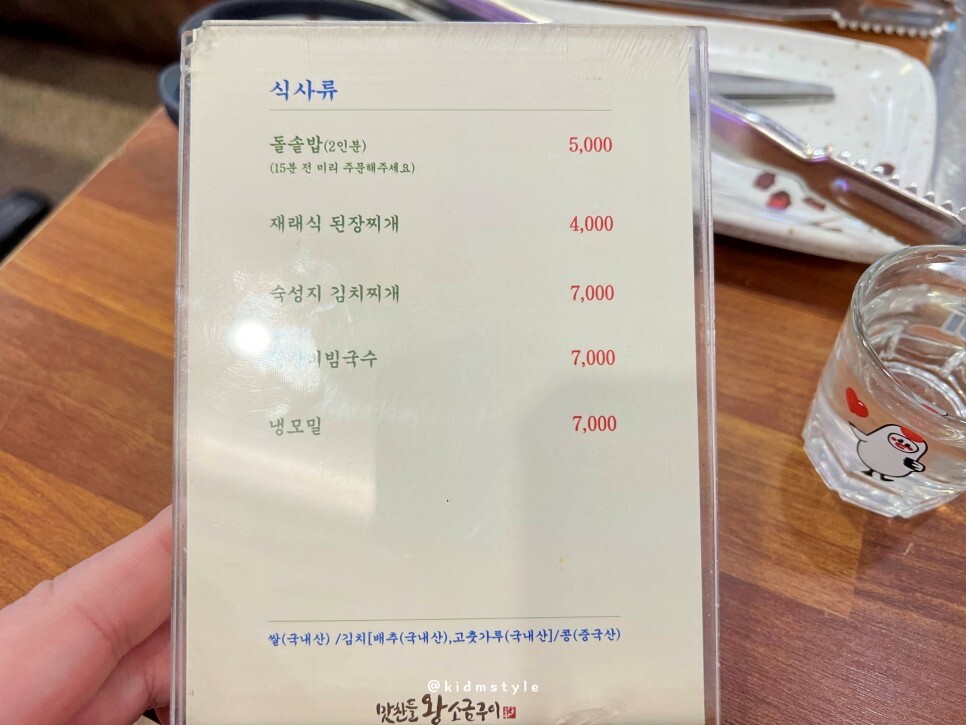 식사류
돌솥밥(2인분) 5,000
(15분 전 미리 주문해주세요)
재래식 된장찌개 4,000
숙성지 김치찌개 7,000
7,000
냉모밀 7,000
쌀(국내산) /김치[배추(국내산),고춧가루(국내산]/콩(중국산)
@kidmstyle
맛찬들 왕소금구이